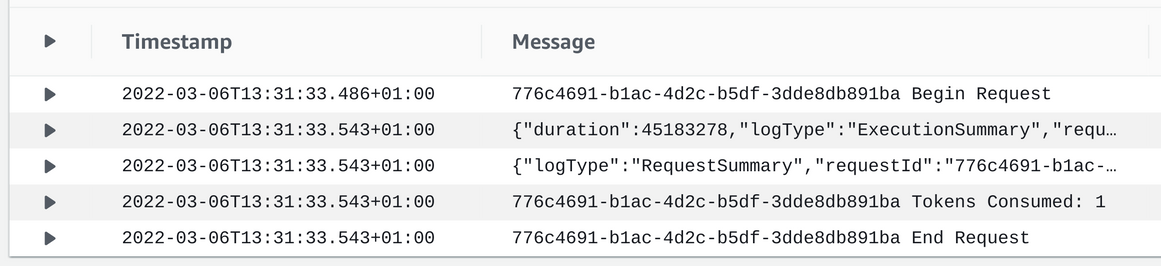 Timestamp Message
2022-03-06T13:31:33.486+01:00 776c4691-b1ac-4d2c-b5df-3dde8db891ba Begin Request
2022-03-06T13:31:33.543+01:00 {"duration":45183278,"logType":"ExecutionSummary","requ…
2022-03-06T13:31:33.543+01:00 {"logType":"RequestSummary","requestId":"776c4691-b1ac-…
2022-03-06T13:31:33.543+01:00 776c4691-b1ac-4d2c-b5df-3dde8db891ba Tokens Consumed: 1
2022-03-06T13:31:33.543+01:00 776c4691-b1ac-4d2c-b5df-3dde8db891ba End Request